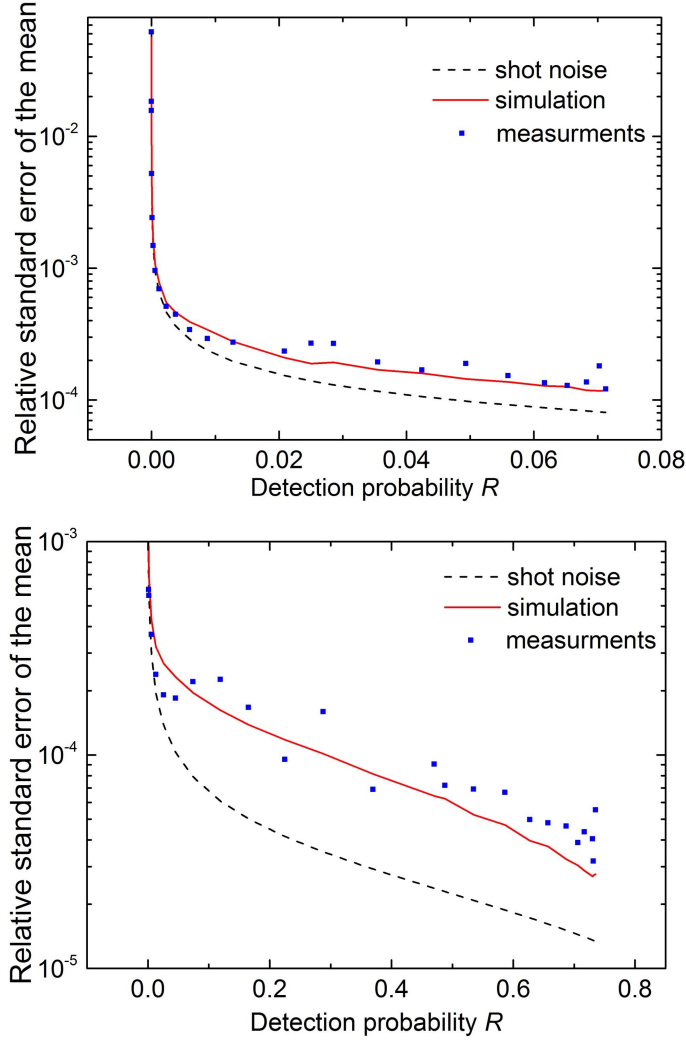 Relative standard error of the mean
10^-2
10^-3
10^-4
shot noise
simulation
measurments
0.00
0.02
0.04
0.06
0.08
Detection probability R
Relative standard error of the mean
10^-3
10^-4
10^-5
shot noise
simulation
measurments
0.0
0.2
0.4
0.6
0.8
Detection probability R